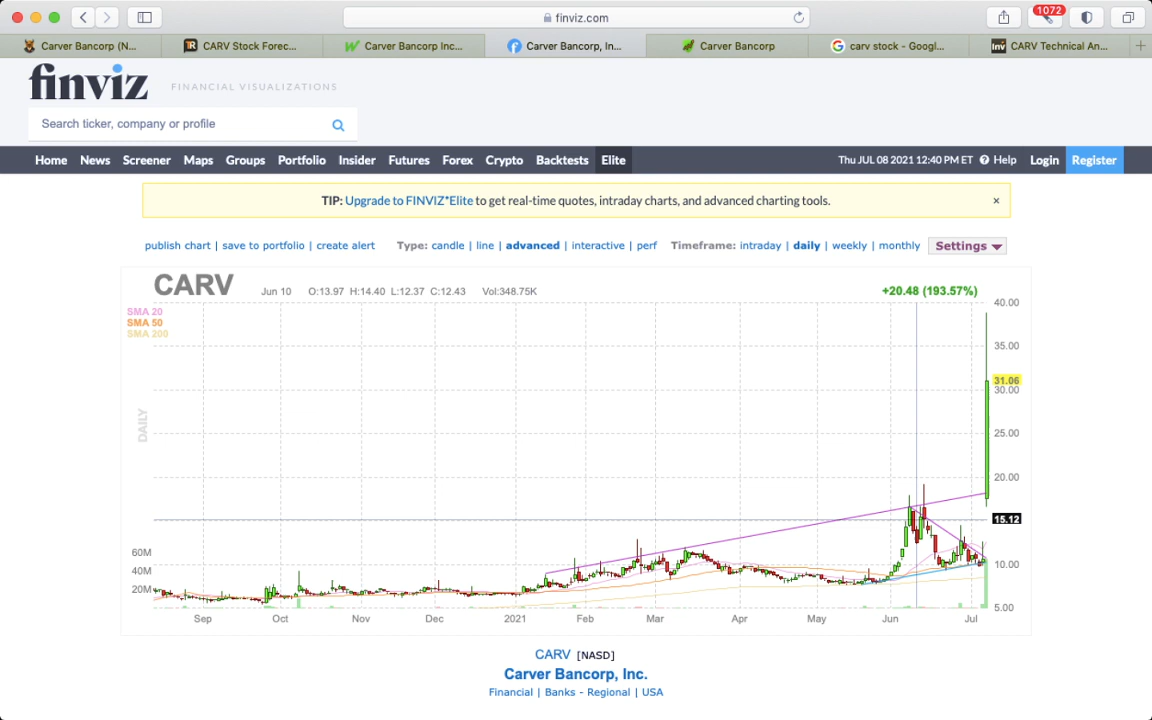 finviz.com
1072
Carver Bancorp (N...
CARV Stock Forec...
Carver Bancorp Inc...
Carver Bancorp, In...
Carver Bancorp
carv stock - Googl...
CARV Technical An...
finviz FINANCIAL VISUALIZATIONS
Search ticker, company or profile
Home News Screener Maps Groups Portfolio Insider Futures Forex Crypto Backtests Elite Thu JUL 08 2021 12:40 PM ET Help Login Register
TIP: Upgrade to FINVIZ*Elite to get real-time quotes, intraday charts, and advanced charting tools. ×
publish chart | save to portfolio | create alert Type: candle | line | advanced | interactive | perf Timeframe: intraday | daily | weekly | monthly Settings
CARV Jun 10 O:13.97 H:14.40 L:12.37 C:12.43 Vol:348.75K +20.48 (193.57%)
SMA 20
SMA 50
SMA 200
40.00
35.00
31.06
30.00
25.00
20.00
15.12
10.00
5.00
DAILY
60M
40M
20M
Sep Oct Nov Dec 2021 Feb Mar Apr May Jun Jul
CARV [NASD]
Carver Bancorp, Inc.
Financial | Banks - Regional | USA